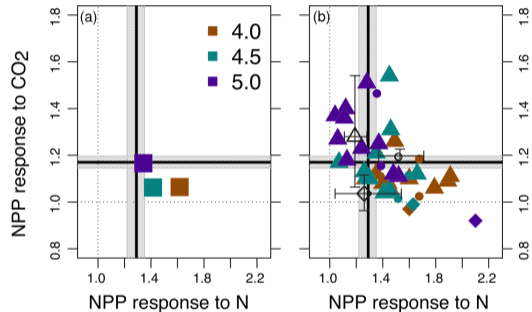 (a)
4.0
4.5
5.0
NPP response to CO2
0.8 1.0 1.2 1.4 1.6 1.8
1.0 1.4 1.8 2.2
NPP response to N
(b)
0.8 1.0 1.2 1.4 1.6 1.8
1.0 1.4 1.8 2.2
NPP response to N